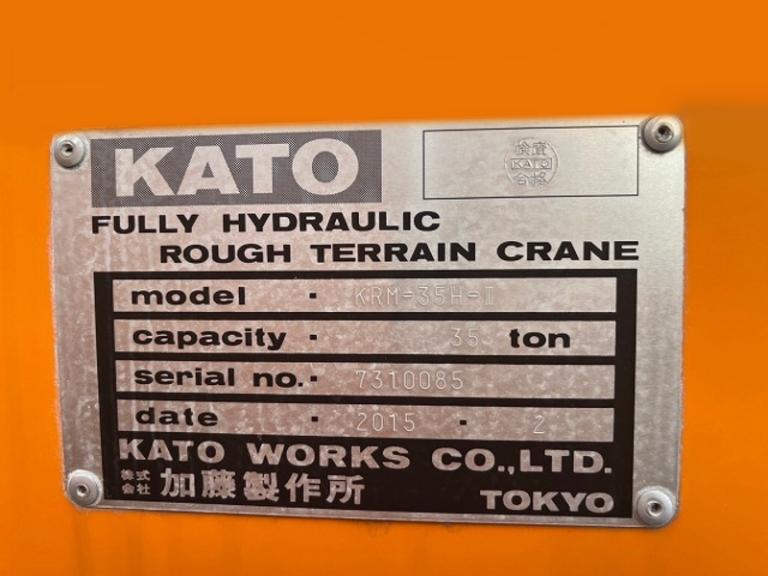 KATO
検査
KATO
合格
FULLY HYDRAULIC
ROUGH TERRAIN CRANE
model · KRM-35H-II
capacity · 35 ton
serial no. · 7310085
date · 2015 · 2
KATO WORKS CO.,LTD.
株式会社 加藤製作所 TOKYO